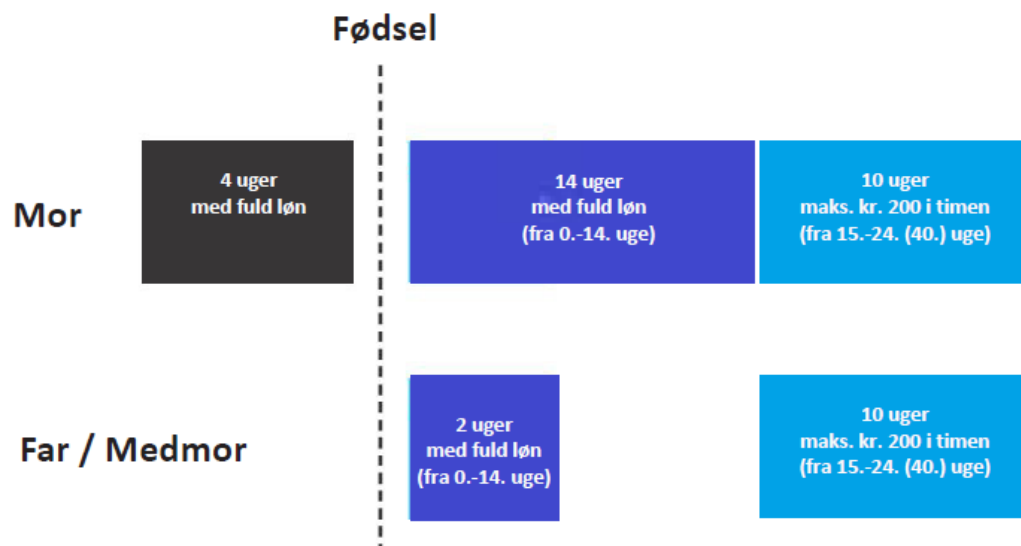 Fødsel
Mor
4 uger
med fuld løn
14 uger
med fuld løn
(fra 0.-14. uge)
10 uger
maks. kr. 200 i timen
(fra 15.-24. (40.) uge)
Far / Medmor
2 uger
med fuld løn
(fra 0.-14. uge)
10 uger
maks. kr. 200 i timen
(fra 15.-24. (40.) uge)